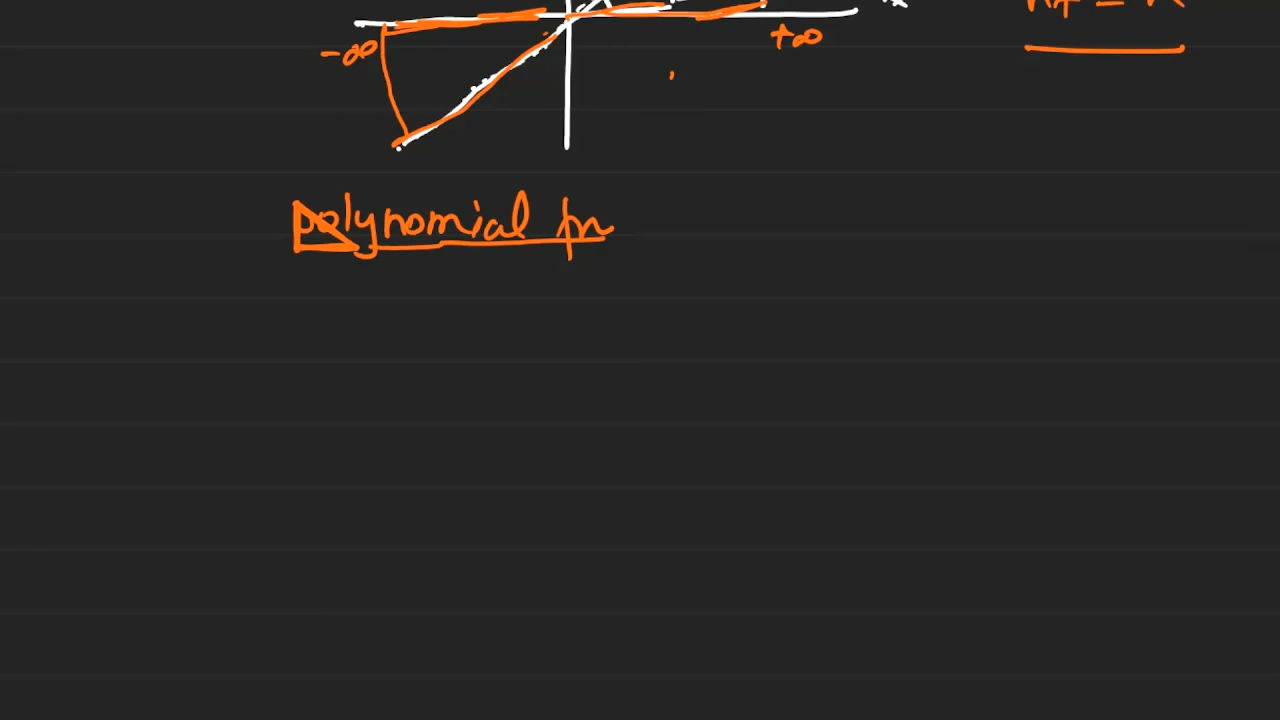 x
-∞
+∞
polynomial fn